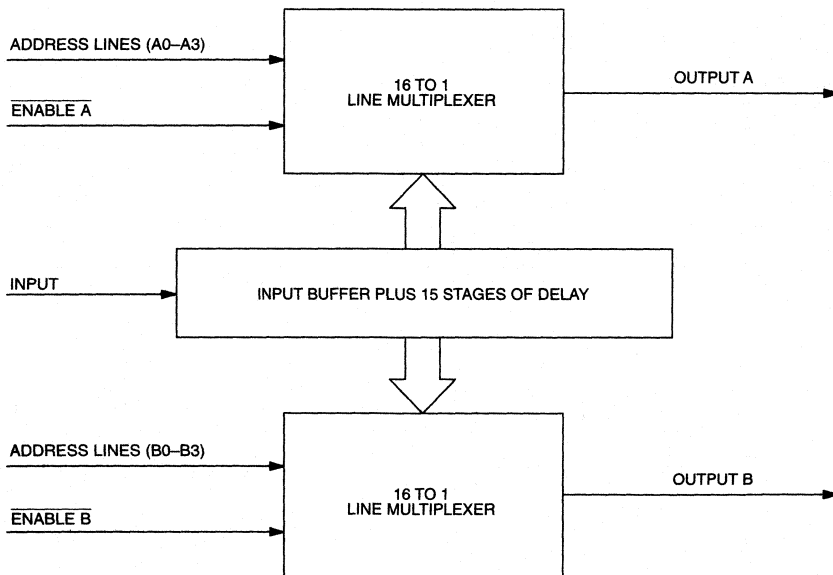 ADDRESS LINES (A0–A3)
ENABLE A
16 TO 1
LINE MULTIPLEXER
OUTPUT A
INPUT
INPUT BUFFER PLUS 15 STAGES OF DELAY
ADDRESS LINES (B0–B3)
ENABLE B
16 TO 1
LINE MULTIPLEXER
OUTPUT B